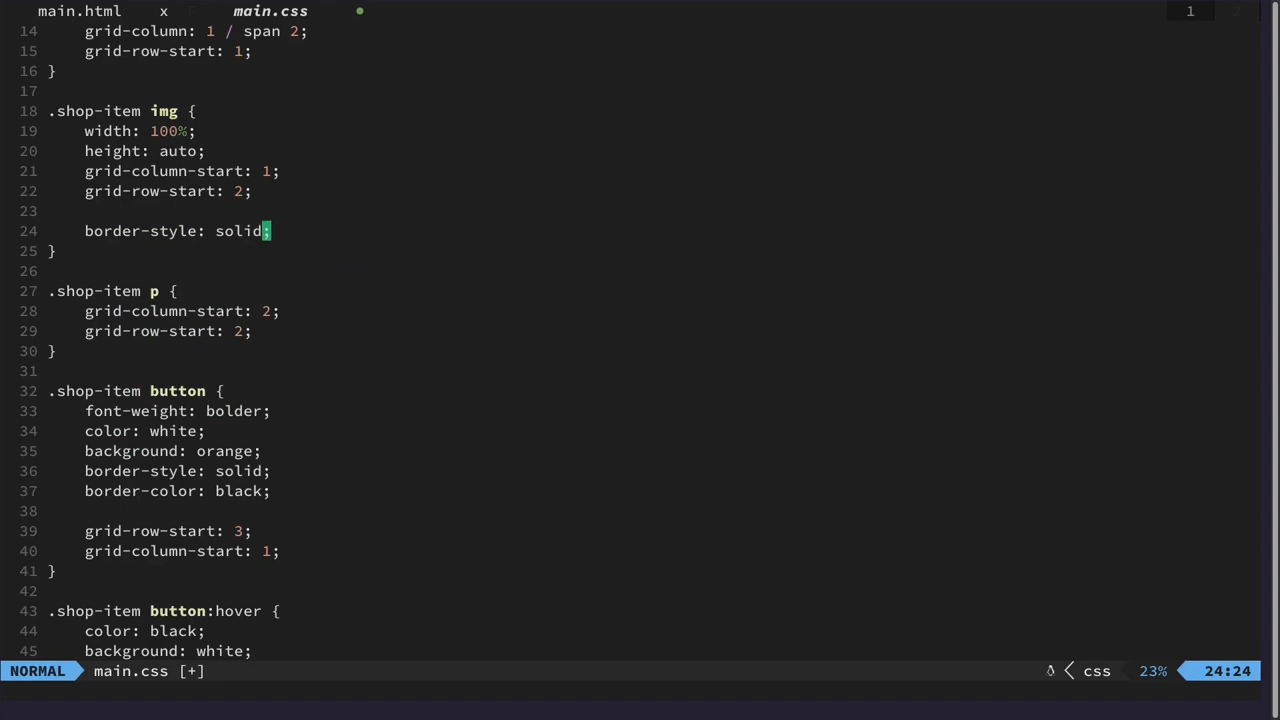 main.html x main.css 1
14 grid-column: 1 / span 2;
15 grid-row-start: 1;
16 }
17
18 .shop-item img {
19 width: 100%;
20 height: auto;
21 grid-column-start: 1;
22 grid-row-start: 2;
23
24 border-style: solid;
25 }
26
27 .shop-item p {
28 grid-column-start: 2;
29 grid-row-start: 2;
30 }
31
32 .shop-item button {
33 font-weight: bolder;
34 color: white;
35 background: orange;
36 border-style: solid;
37 border-color: black;
38
39 grid-row-start: 3;
40 grid-column-start: 1;
41 }
42
43 .shop-item button:hover {
44 color: black;
45 background: white;
NORMAL main.css [+] css 23% 24:24